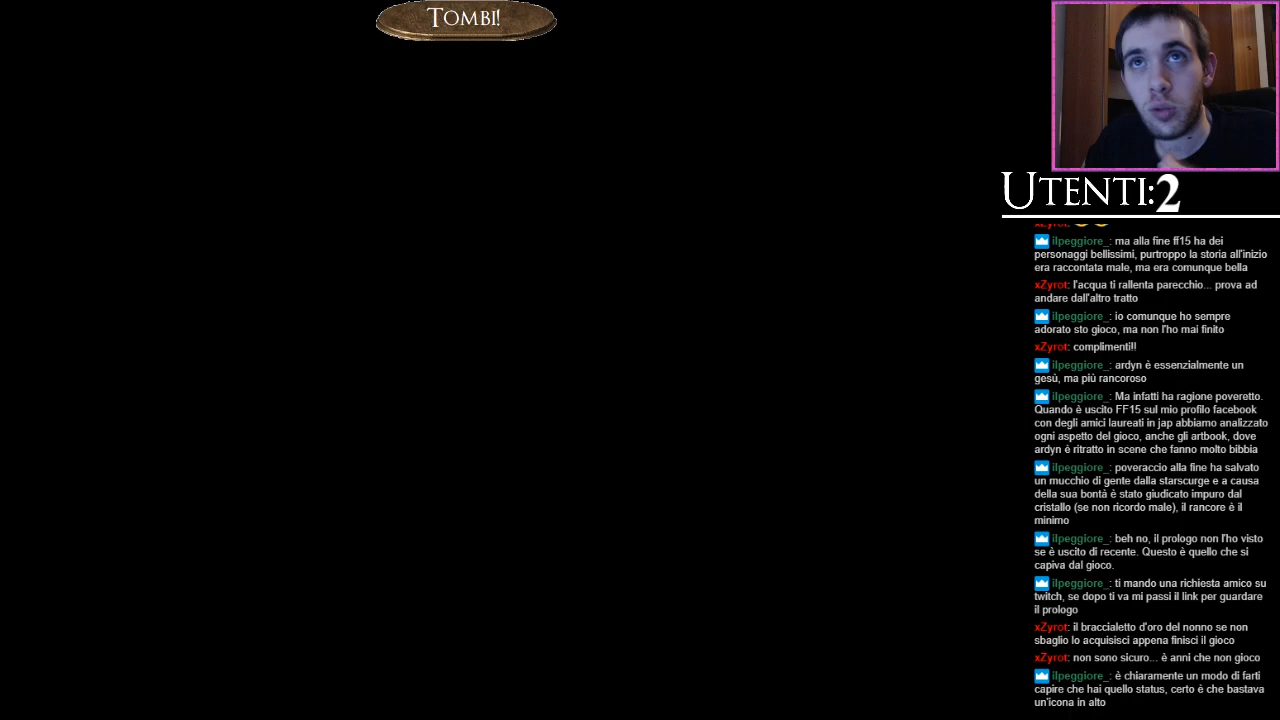 TOMBI!
UTENTI:2
xZyrot:
ilpeggiore_: ma alla fine ff15 ha dei
personaggi bellissimi, purtroppo la storia all'inizio
era raccontata male, ma era comunque bella
xZyrot: l'acqua ti rallenta parecchio... prova ad
andare dall'altro tratto
ilpeggiore_: io comunque ho sempre
adorato sto gioco, ma non l'ho mai finito
xZyrot: complimenti!!
ilpeggiore_: ardyn è essenzialmente un
gesù, ma più rancoroso
ilpeggiore_: Ma infatti ha ragione poveretto.
Quando è uscito FF15 sul mio profilo facebook
con degli amici laureati in jap abbiamo analizzato
ogni aspetto del gioco, anche gli artbook, dove
ardyn è ritratto in scene che fanno molto bibbia
ilpeggiore_: poveraccio alla fine ha salvato
un mucchio di gente dalla starscurge e a causa
della sua bontà è stato giudicato impuro dal
cristallo (se non ricordo male), il rancore è il
minimo
ilpeggiore_: beh no, il prologo non l'ho visto
se è uscito di recente. Questo è quello che si
capiva dal gioco.
ilpeggiore_: ti mando una richiesta amico su
twitch, se dopo ti va mi passi il link per guardare
il prologo
xZyrot: il braccialetto d'oro del nonno se non
sbaglio lo acquisisci appena finisci il gioco
xZyrot: non sono sicuro... è anni che non gioco
ilpeggiore_: è chiaramente un modo di farti
capire che hai quello status, certo è che bastava
un'icona in alto